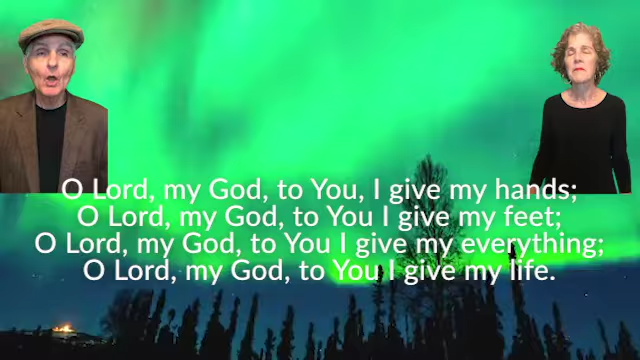 O Lord, my God, to You, I give my hands;
O Lord, my God, to You I give my feet;
O Lord, my God, to You I give my everything;
O Lord, my God, to You I give my life.